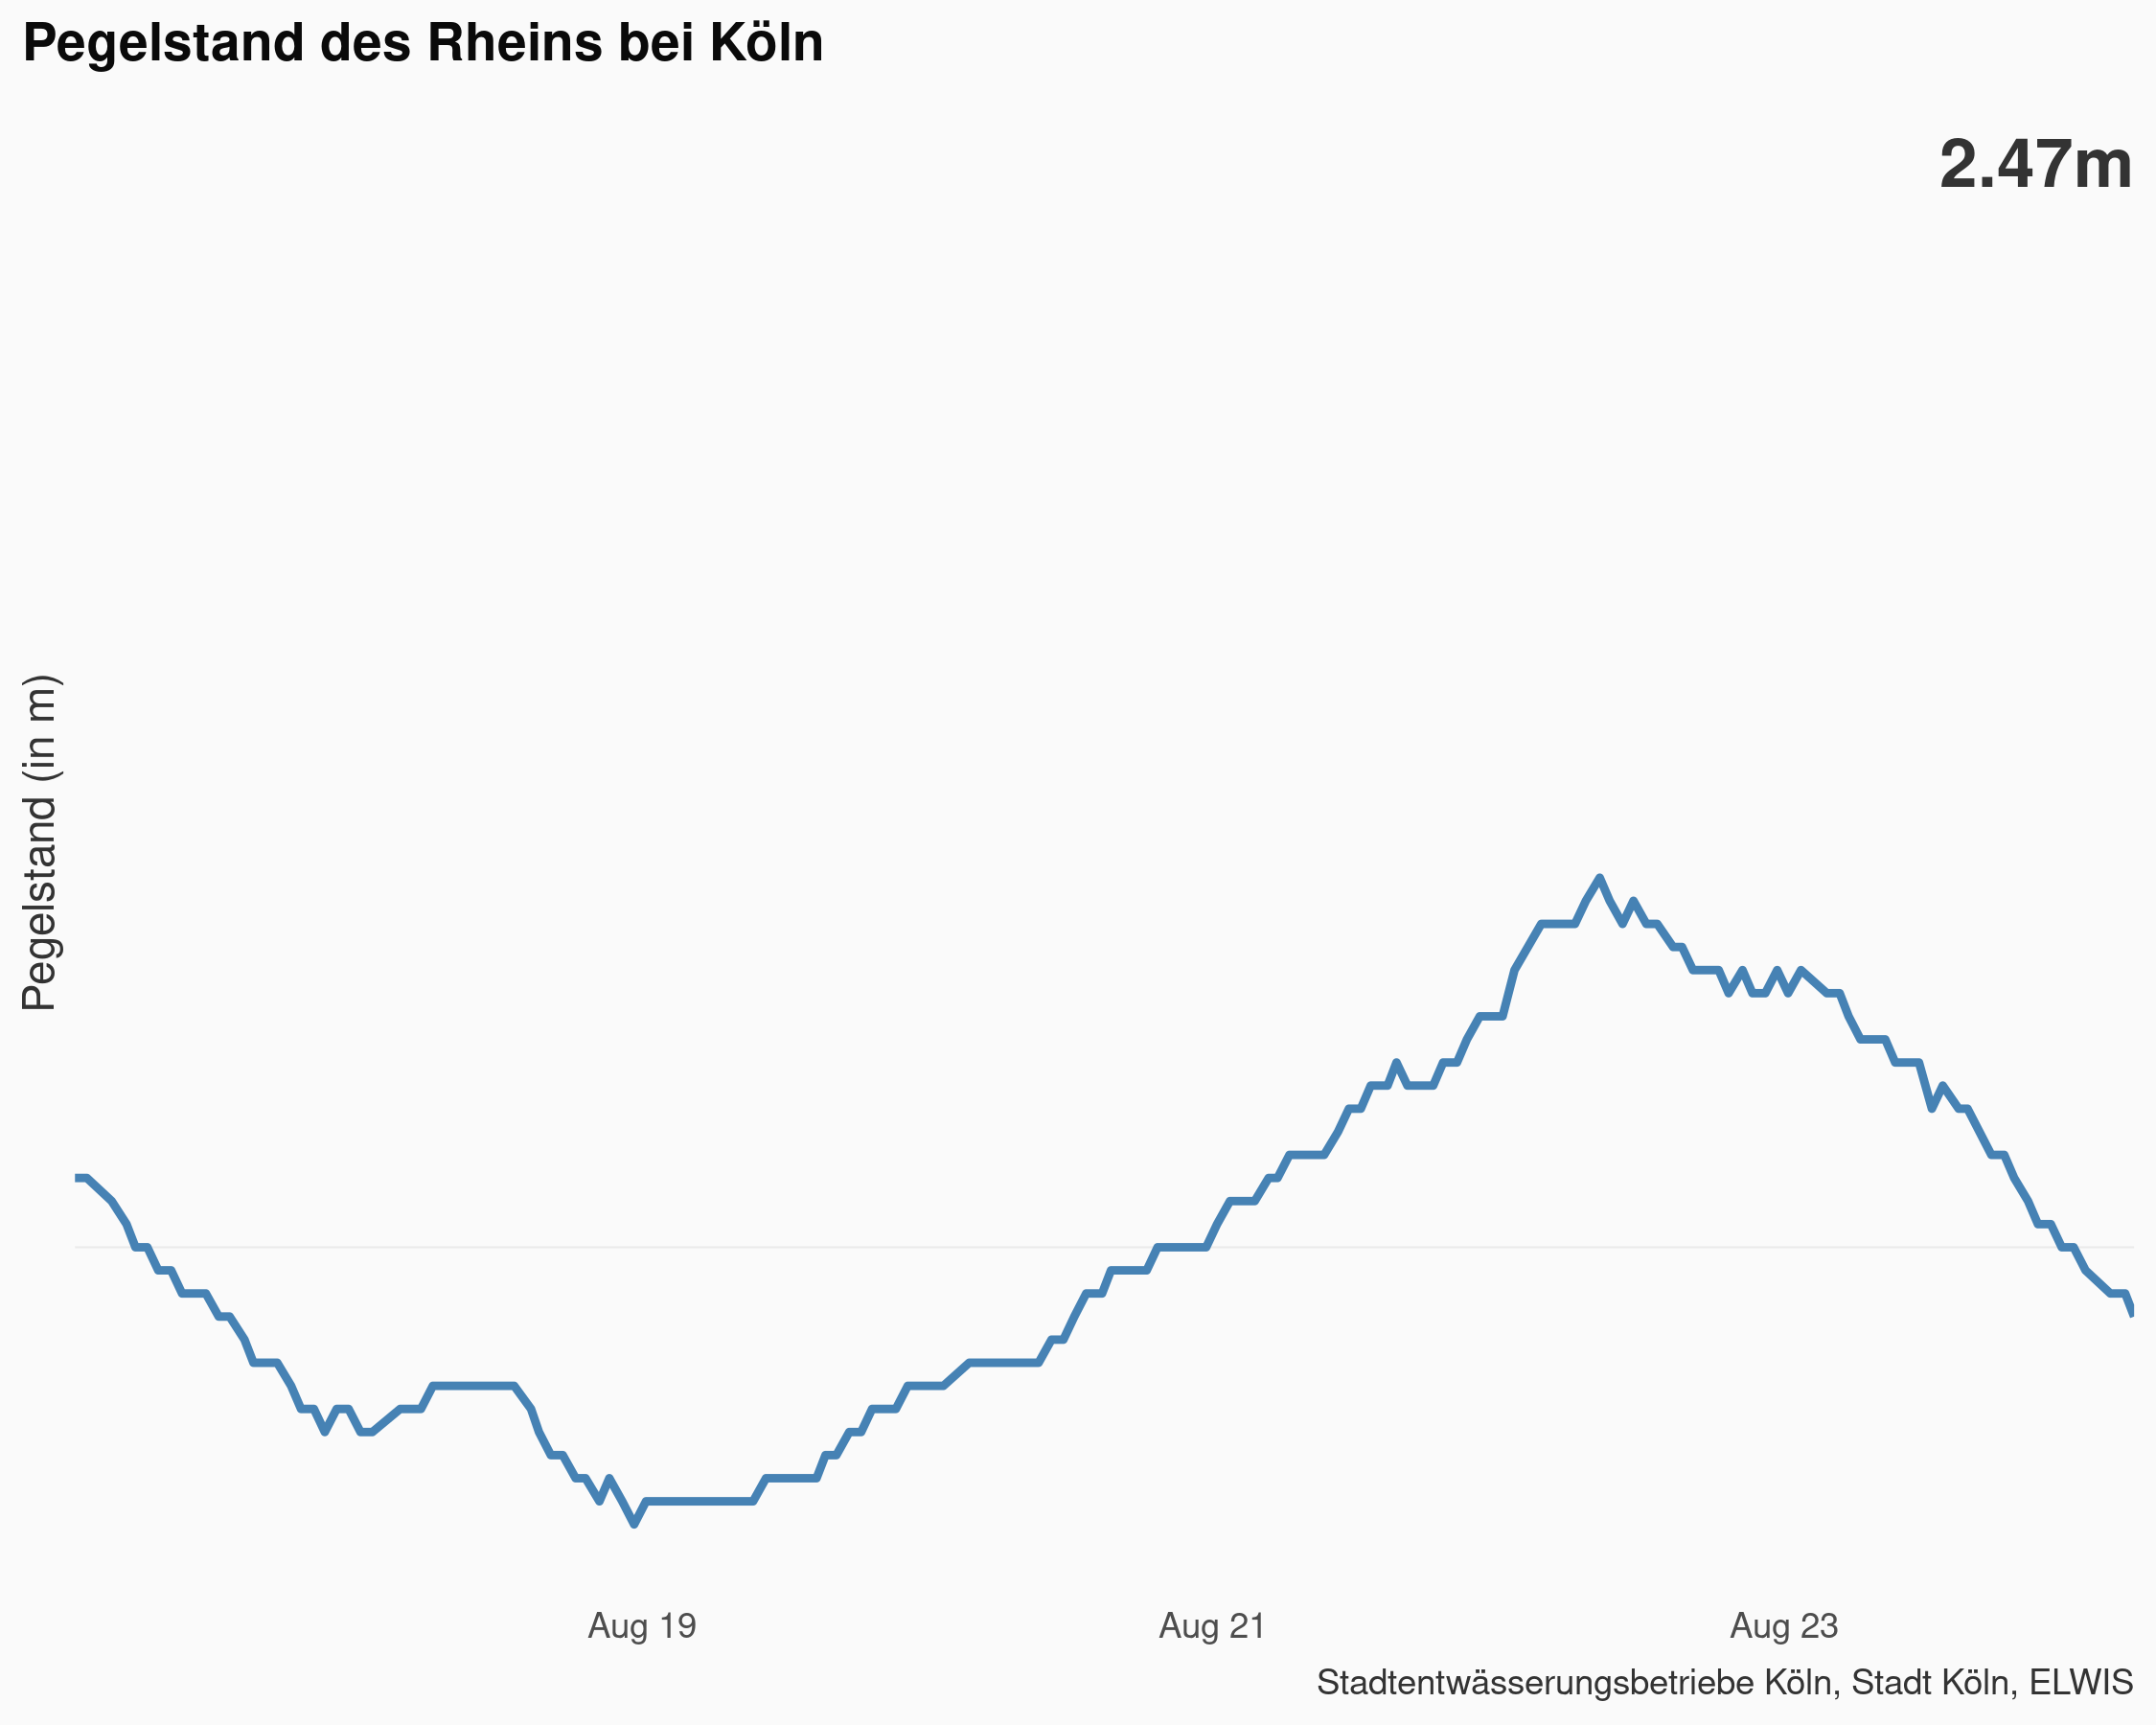 Pegelstand des Rheins bei Köln
2.47m
Pegelstand (in m)
Aug 19
Aug 21
Aug 23
Stadtentwässerungsbetriebe Köln, Stadt Köln, ELWIS